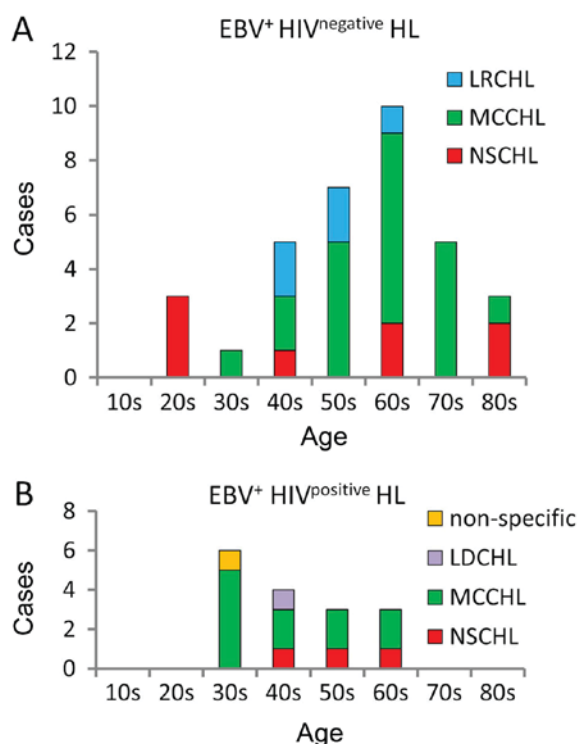 A
EBV⁺ HIVⁿᵉᵍᵃᵗⁱᵛᵉ HL
LRCHL
MCCHL
NSCHL
Cases
12
10
8
6
4
2
0
10s 20s 30s 40s 50s 60s 70s 80s
Age
B
EBV⁺ HIVᵖᵒˢⁱᵗⁱᵛᵉ HL
non-specific
LDCHL
MCCHL
NSCHL
Cases
8
6
4
2
0
10s 20s 30s 40s 50s 60s 70s 80s
Age